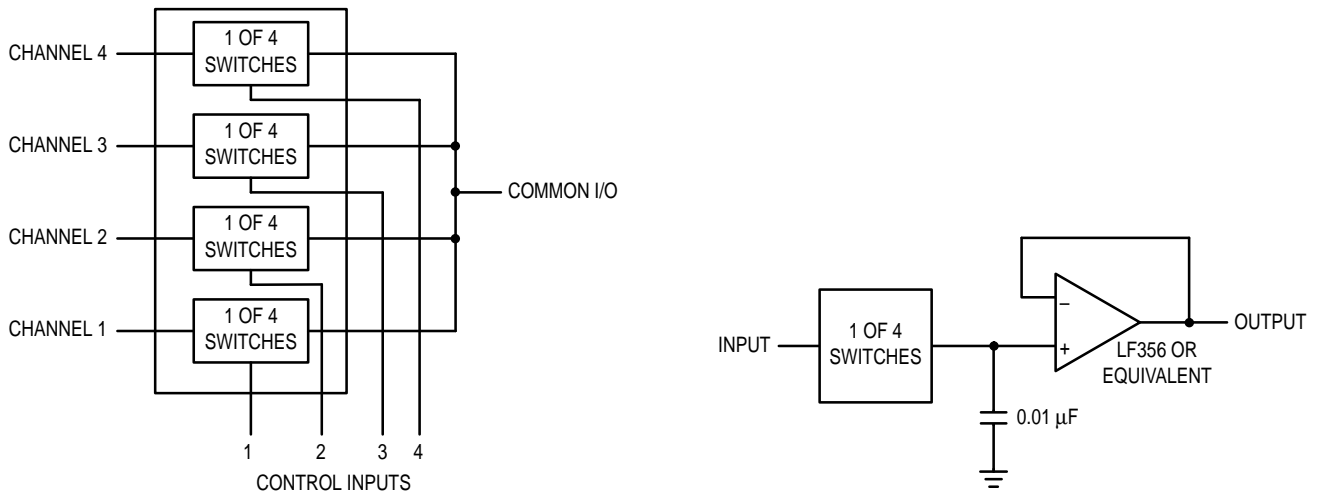 CHANNEL 4
1 OF 4
SWITCHES
CHANNEL 3
1 OF 4
SWITCHES
COMMON I/O
CHANNEL 2
1 OF 4
SWITCHES
CHANNEL 1
1 OF 4
SWITCHES
1 2 3 4
CONTROL INPUTS
INPUT
1 OF 4
SWITCHES
–
+
LF356 OR
EQUIVALENT
OUTPUT
0.01 μF